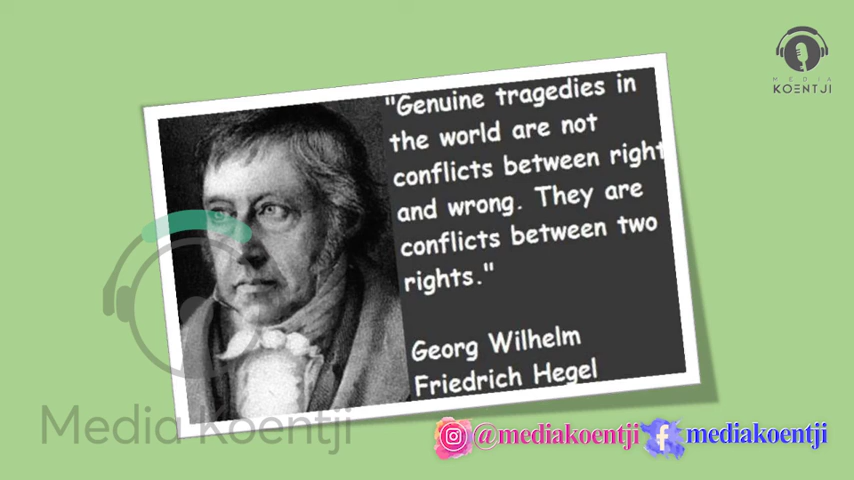 MEDIA
KOENTJI
"Genuine tragedies in
the world are not
conflicts between right
and wrong. They are
conflicts between two
rights."
Georg Wilhelm
Friedrich Hegel
Media Koentji
@mediakoentji mediakoentji